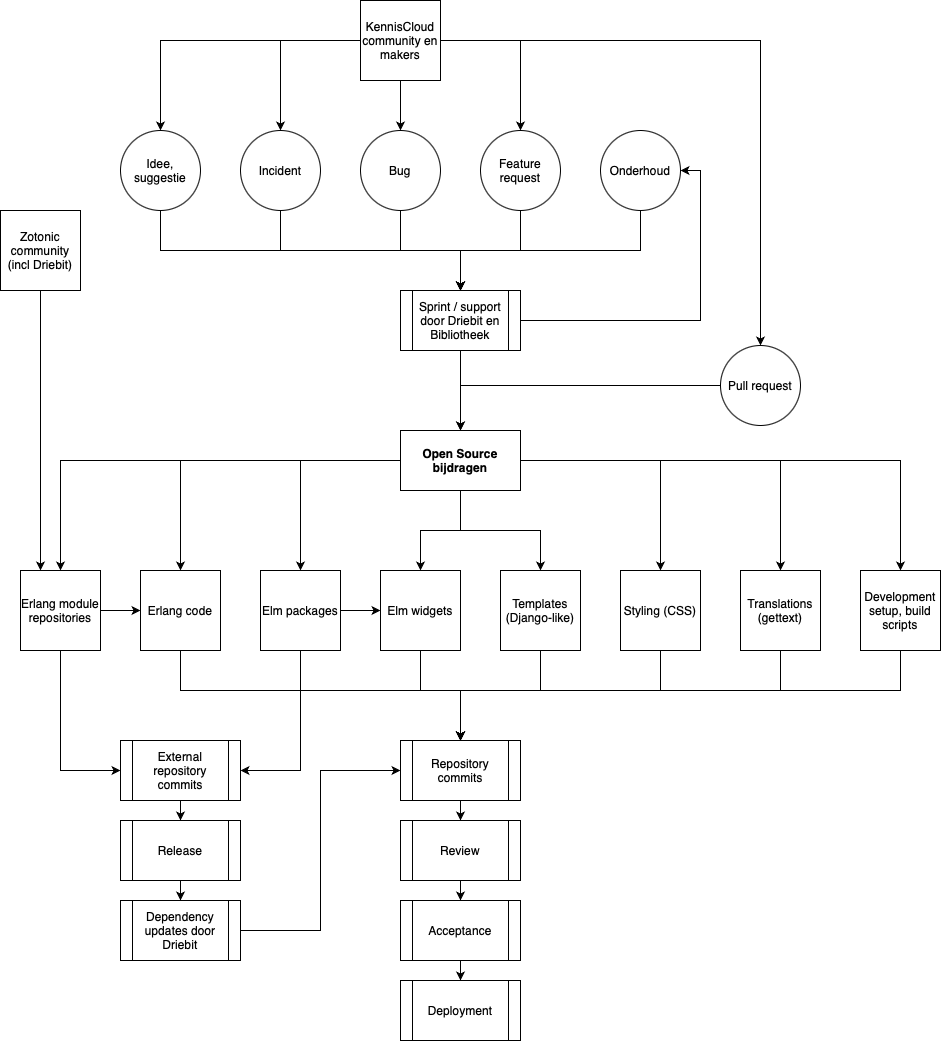 KennisCloud
community en
makers
Idee,
suggestie
Incident
Bug
Feature
request
Onderhoud
Zotonic
community
(incl Driebit)
Sprint / support
door Driebit en
Bibliotheek
Pull request
Open Source
bijdragen
Erlang module
repositories
Erlang code
Elm packages
Elm widgets
Templates
(Django-like)
Styling (CSS)
Translations
(gettext)
Development
setup, build
scripts
External
repository
commits
Repository
commits
Release
Review
Dependency
updates door
Driebit
Acceptance
Deployment